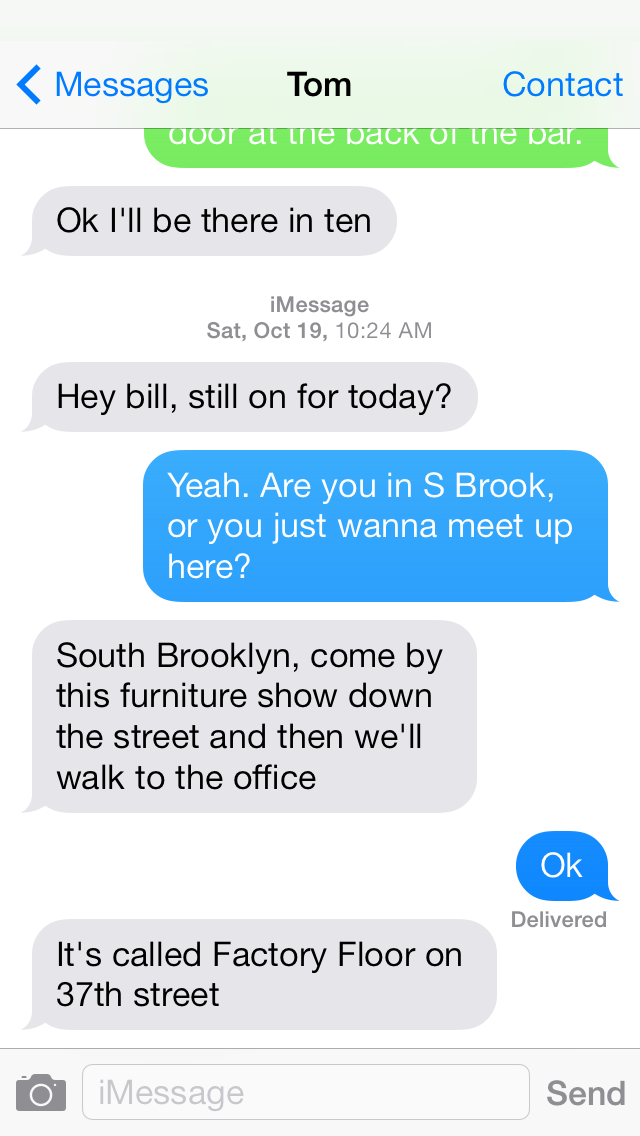 Messages
Tom
Contact
door at the back of the bar.
Ok I'll be there in ten
iMessage
Sat, Oct 19, 10:24 AM
Hey bill, still on for today?
Yeah. Are you in S Brook,
or you just wanna meet up
here?
South Brooklyn, come by
this furniture show down
the street and then we'll
walk to the office
Ok
Delivered
It's called Factory Floor on
37th street
iMessage
Send